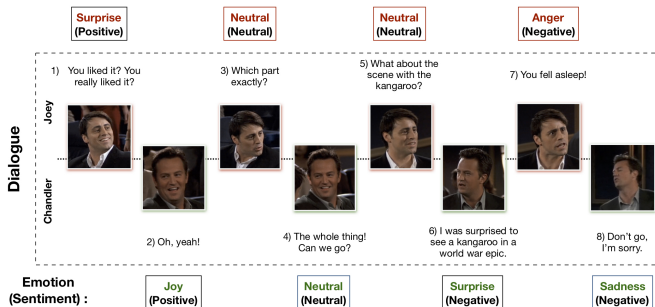 Surprise
(Positive)
Neutral
(Neutral)
Neutral
(Neutral)
Anger
(Negative)
Dialogue
Joey
Chandler
1) You liked it? You
really liked it?
3) Which part
exactly?
5) What about the
scene with the
kangaroo?
7) You fell asleep!
2) Oh, yeah!
4) The whole thing!
Can we go?
6) I was surprised to
see a kangaroo in a
world war epic.
8) Don't go,
I'm sorry.
Emotion
(Sentiment) :
Joy
(Positive)
Neutral
(Neutral)
Surprise
(Negative)
Sadness
(Negative)